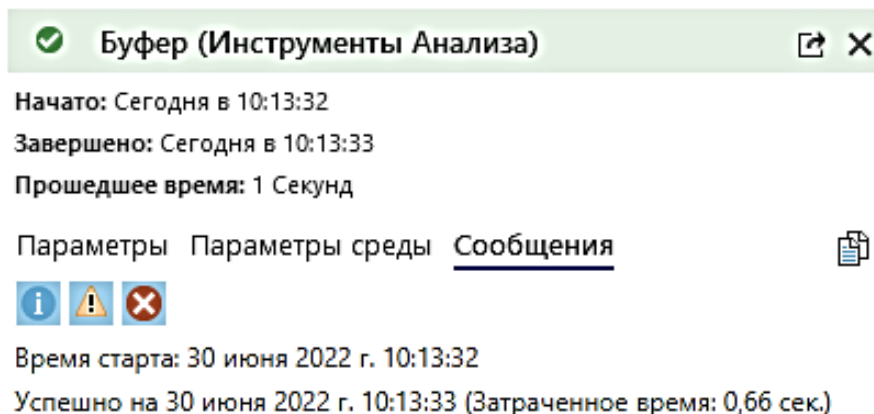 Буфер (Инструменты Анализа)
Начато: Сегодня в 10:13:32
Завершено: Сегодня в 10:13:33
Прошедшее время: 1 Секунд
Параметры Параметры среды Сообщения
Время старта: 30 июня 2022 г. 10:13:32
Успешно на 30 июня 2022 г. 10:13:33 (Затраченное время: 0,66 сек.)